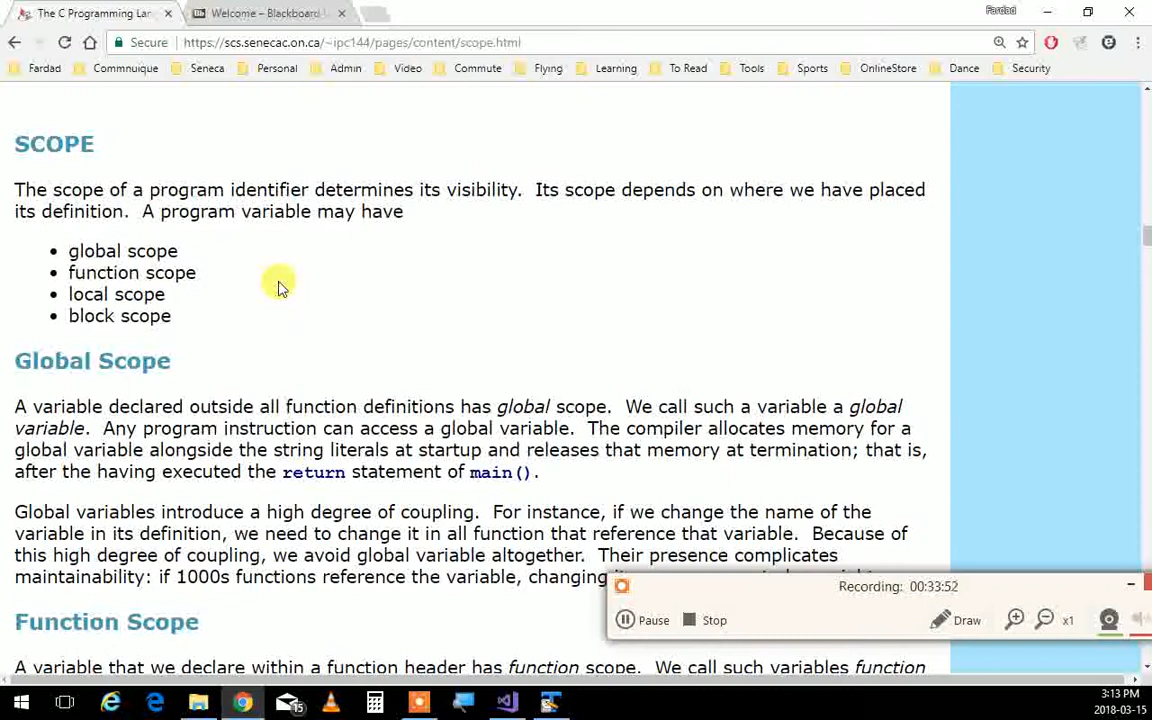 The C Programming Lan
Welcome – Blackboard L
Fardad
Secure https://scs.senecac.on.ca/~ipc144/pages/content/scope.html
Fardad Commnuique Seneca Personal Admin Video Commute Flying Learning To Read Tools Sports OnlineStore Dance Security
SCOPE
The scope of a program identifier determines its visibility. Its scope depends on where we have placed
its definition. A program variable may have
• global scope
• function scope
• local scope
• block scope
Global Scope
A variable declared outside all function definitions has global scope. We call such a variable a global
variable. Any program instruction can access a global variable. The compiler allocates memory for a
global variable alongside the string literals at startup and releases that memory at termination; that is,
after the having executed the return statement of main().
Global variables introduce a high degree of coupling. For instance, if we change the name of the
variable in its definition, we need to change it in all function that reference that variable. Because of
this high degree of coupling, we avoid global variable altogether. Their presence complicates
maintainability: if 1000s functions reference the variable, changing
Recording: 00:33:52
Pause Stop Draw x1
Function Scope
A variable that we declare within a function header has function scope. We call such variables function
15
3:13 PM
2018-03-15